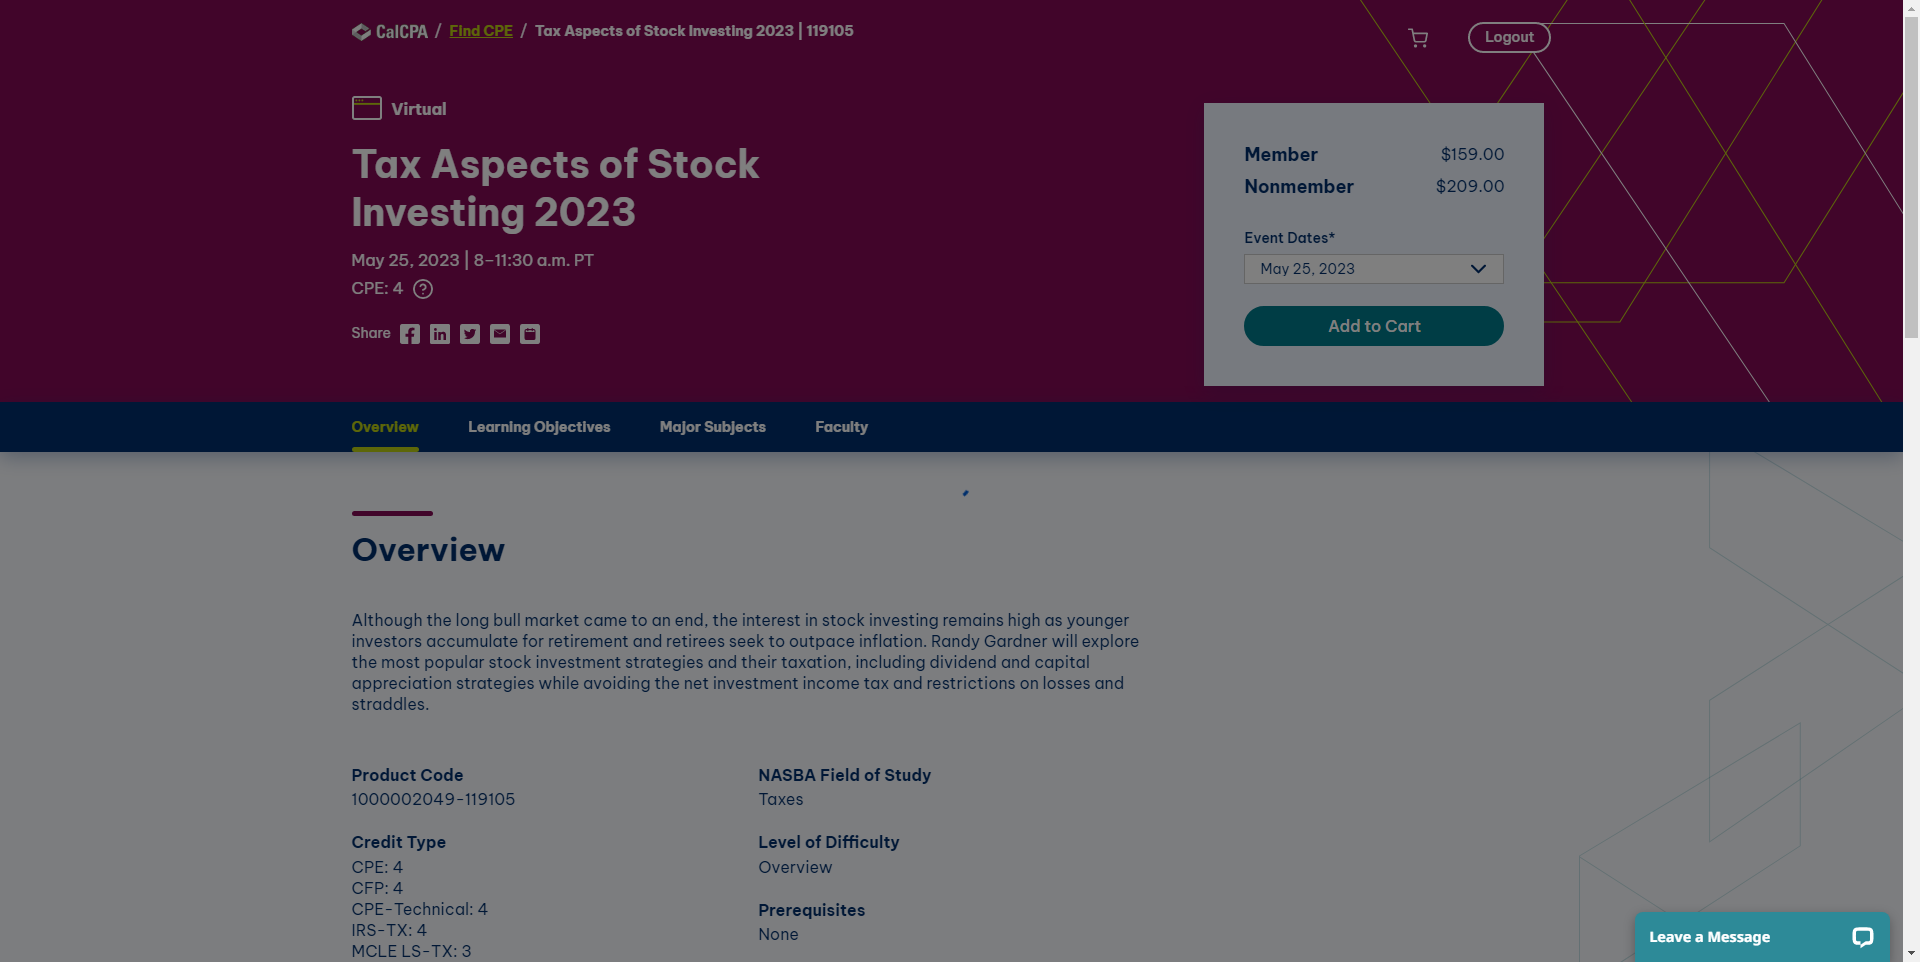 CalCPA / Find CPE / Tax Aspects of Stock Investing 2023 | 119105
Logout
Virtual
Tax Aspects of Stock
Investing 2023
May 25, 2023 | 8–11:30 a.m. PT
CPE: 4
Share
Member $159.00
Nonmember $209.00
Event Dates*
May 25, 2023
Add to Cart
Overview Learning Objectives Major Subjects Faculty
Overview
Although the long bull market came to an end, the interest in stock investing remains high as younger
investors accumulate for retirement and retirees seek to outpace inflation. Randy Gardner will explore
the most popular stock investment strategies and their taxation, including dividend and capital
appreciation strategies while avoiding the net investment income tax and restrictions on losses and
straddles.
Product Code
1000002049-119105
Credit Type
CPE: 4
CFP: 4
CPE-Technical: 4
IRS-TX: 4
MCLE LS-TX: 3
NASBA Field of Study
Taxes
Level of Difficulty
Overview
Prerequisites
None
Leave a Message